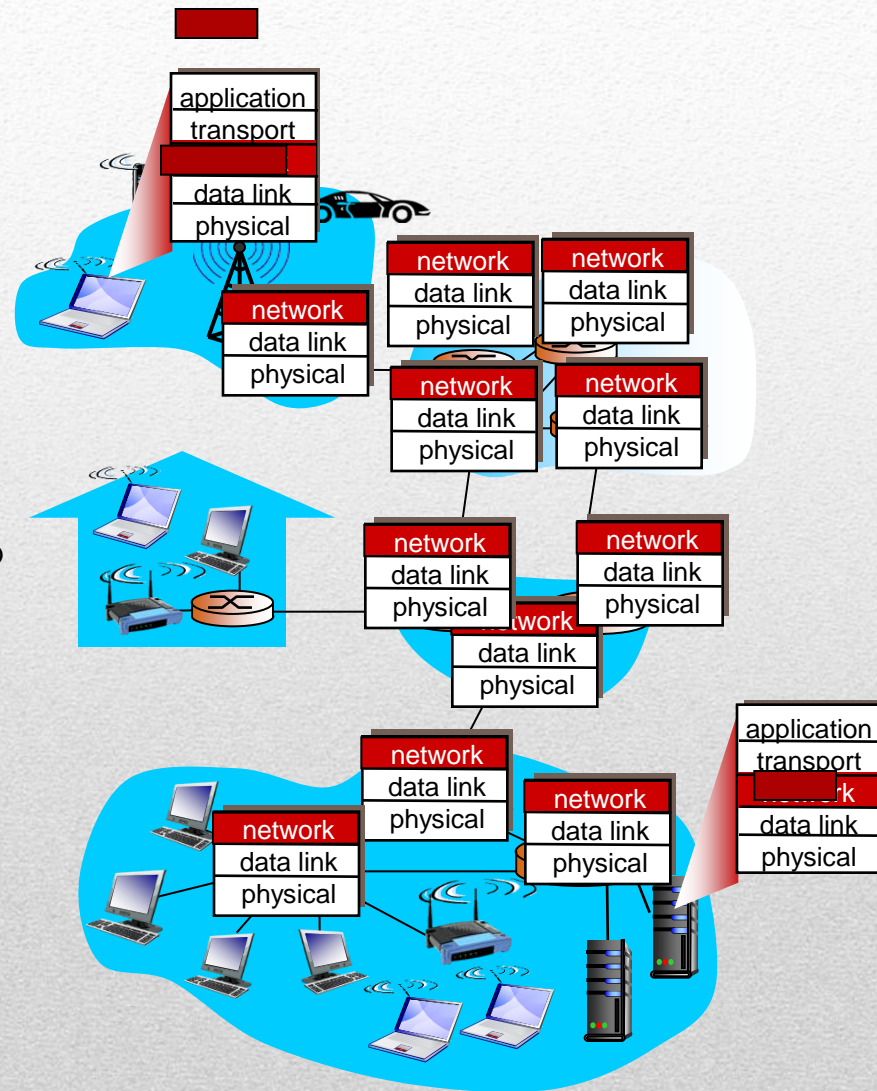 application
transport
data link
physical
network
data link
physical
network
data link
physical
network
data link
physical
network
data link
physical
network
data link
physical
network
data link
physical
network
data link
physical
network
data link
physical
application
transport
network
data link
physical
network
data link
physical
network
data link
physical
network
data link
physical